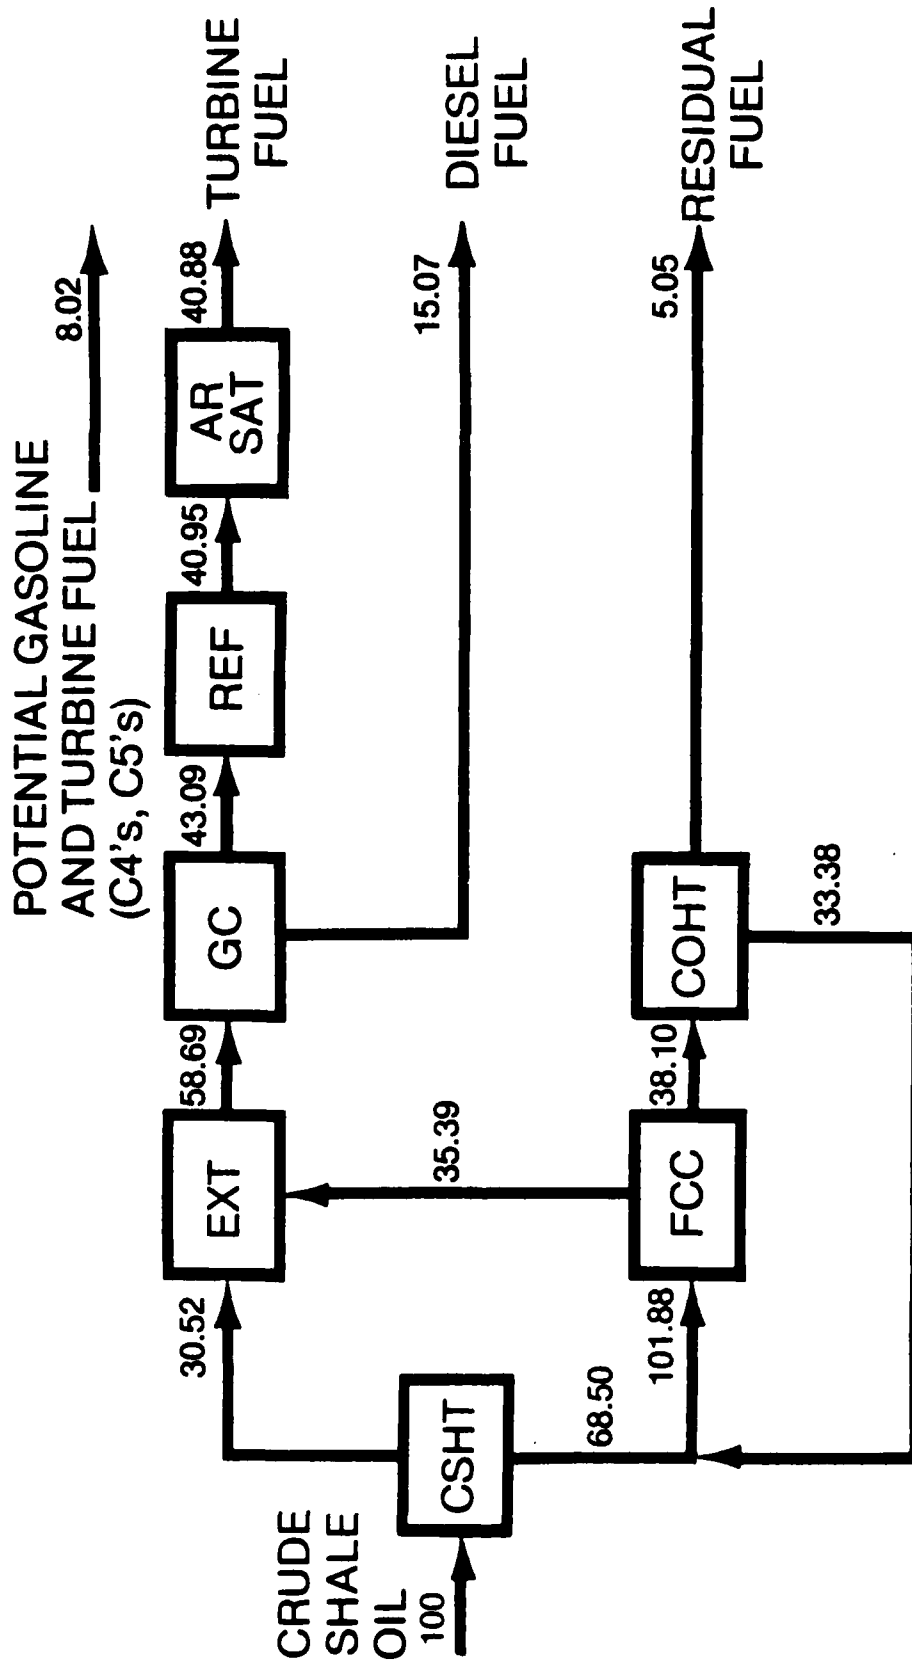 POTENTIAL GASOLINE
AND TURBINE FUEL
(C4's, C5's)
8.02
CRUDE
SHALE
OIL
100
CSHT
30.52
EXT
58.69
GC
43.09
REF
40.95
AR
SAT
40.88
TURBINE
FUEL
35.39
15.07
DIESEL
FUEL
68.50
101.88
FCC
38.10
COHT
5.05
RESIDUAL
FUEL
33.38